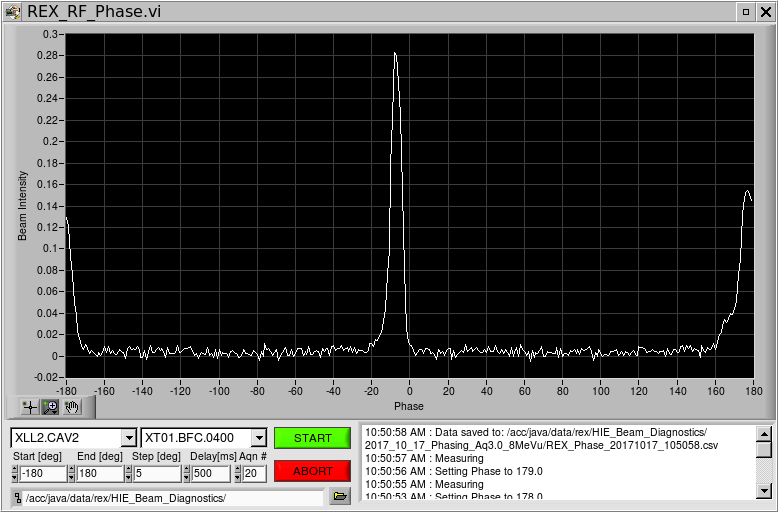 REX_RF_Phase.vi
0.3
0.28
0.26
0.24
0.22
0.2
0.18
0.16
0.14
0.12
0.1
0.08
0.06
0.04
0.02
0
-0.02
Beam Intensity
-180 -160 -140 -120 -100 -80 -60 -40 -20 0 20 40 60 80 100 120 140 160 180
Phase
XLL2.CAV2 XT01.BFC.0400 START
Start [deg] End [deg] Step [deg] Delay[ms] Aqn #
-180 180 5 500 20 ABORT
/acc/java/data/rex/HIE_Beam_Diagnostics/
10:50:58 AM : Data saved to: /acc/java/data/rex/HIE_Beam_Diagnostics/
2017_10_17_Phasing_Aq3.0_8MeVu/REX_Phase_20171017_105058.csv
10:50:57 AM : Measuring
10:50:56 AM : Setting Phase to 179.0
10:50:55 AM : Measuring
10:50:53 AM : Setting Phase to 178.0